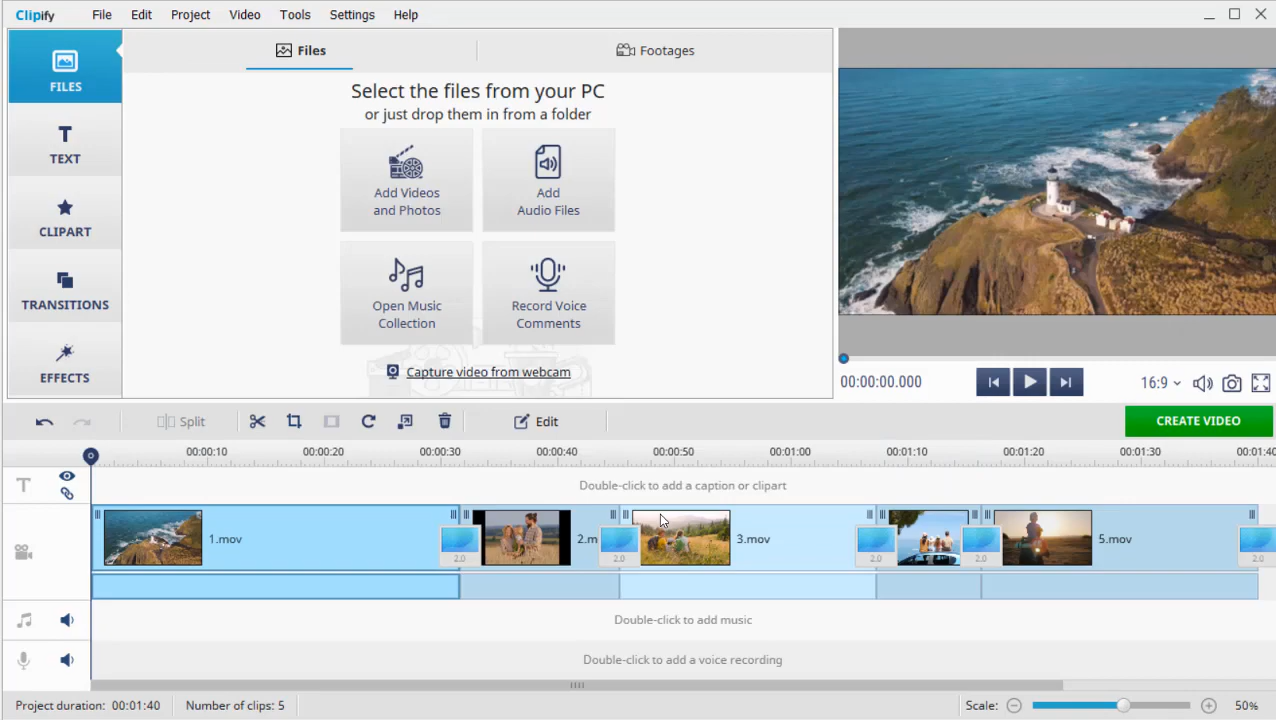 Clipify
File Edit Project Video Tools Settings Help
FILES
TEXT
CLIPART
TRANSITIONS
EFFECTS
Files
Footages
Select the files from your PC
or just drop them in from a folder
Add Videos
and Photos
Add
Audio Files
Open Music
Collection
Record Voice
Comments
Capture video from webcam
00:00:00.000
16:9
Split
Edit
CREATE VIDEO
00:00:10 00:00:20 00:00:30 00:00:40 00:00:50 00:01:00 00:01:10 00:01:20 00:01:30 00:01:40
T
Double-click to add a caption or clipart
1.mov
2.0
2.m
2.0
3.mov
2.0
2.0
5.mov
2.0
Double-click to add music
Double-click to add a voice recording
Project duration: 00:01:40
Number of clips: 5
Scale:
50%